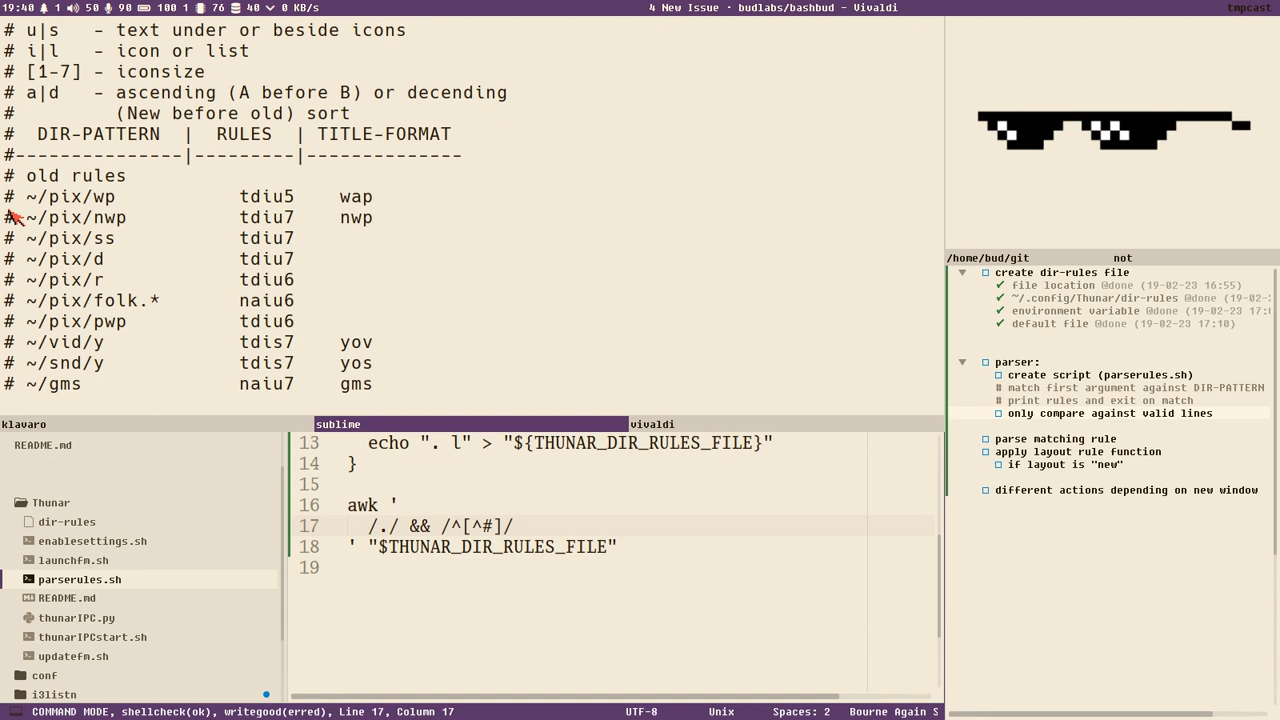 19:40 1 50 90 100 1 76 40 0 KB/s 4 New Issue - budlabs/bashbud - Vivaldi tmpcast
# u|s - text under or beside icons
# i|l - icon or list
# [1-7] - iconsize
# a|d - ascending (A before B) or decending
# (New before old) sort
# DIR-PATTERN | RULES | TITLE-FORMAT
#---------------|---------|--------------
# old rules
# ~/pix/wp tdiu5 wap
# ~/pix/nwp tdiu7 nwp
# ~/pix/ss tdiu7
# ~/pix/d tdiu7
# ~/pix/r tdiu6
# ~/pix/folk.* naiu6
# ~/pix/pwp tdiu6
# ~/vid/y tdis7 yov
# ~/snd/y tdis7 yos
# ~/gms naiu7 gms
klavaro sublime vivaldi
README.md
Thunar
dir-rules
enablesettings.sh
launchfm.sh
parserules.sh
README.md
thunarIPC.py
thunarIPCstart.sh
updatefm.sh
conf
i3listn
13 echo ". l" > "${THUNAR_DIR_RULES_FILE}"
14 }
15
16 awk '
17 /./ && /^[^#]/
18 ' "$THUNAR_DIR_RULES_FILE"
19
/home/bud/git not
create dir-rules file
✔ file location @done (19-02-23 16:55)
✔ ~/.config/Thunar/dir-rules @done (19-02-2
✔ environment variable @done (19-02-23 17:
✔ default file @done (19-02-23 17:10)
parser:
create script (parserules.sh)
# match first argument against DIR-PATTERN
# print rules and exit on match
only compare against valid lines
parse matching rule
apply layout rule function
if layout is "new"
different actions depending on new window
COMMAND MODE, shellcheck(ok), writegood(erred), Line 17, Column 17 UTF-8 Unix Spaces: 2 Bourne Again S